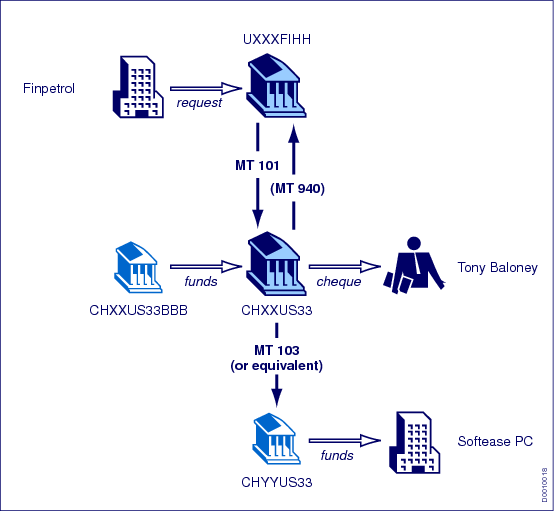 UXXXFIHH
Finpetrol
request
MT 101
(MT 940)
funds
cheque
Tony Baloney
CHXXUS33BBB
CHXXUS33
MT 103
(or equivalent)
funds
Softease PC
CHYYUS33
D0010018